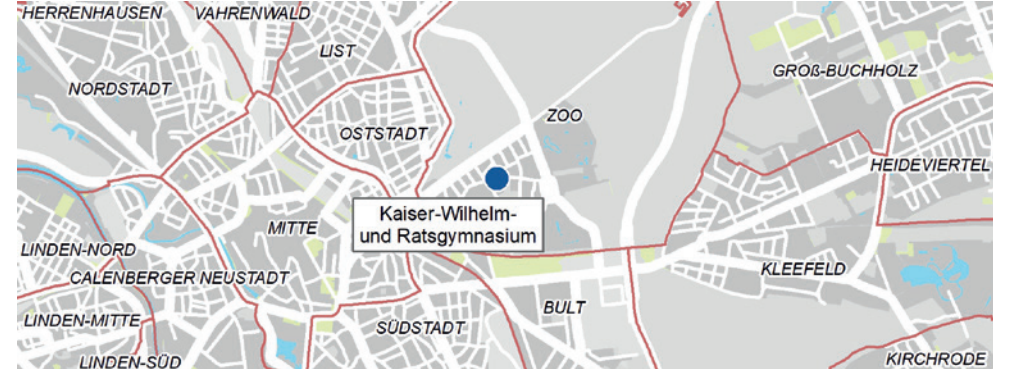 HERRENHAUSEN
VAHRENWALD
LIST
GROß-BUCHHOLZ
NORDSTADT
ZOO
OSTSTADT
HEIDEVIERTEL
Kaiser-Wilhelm-
und Ratsgymnasium
MITTE
LINDEN-NORD
KLEEFELD
CALENBERGER NEUSTADT
BULT
LINDEN-MITTE
SÜDSTADT
LINDEN-SÜD
KIRCHRODE